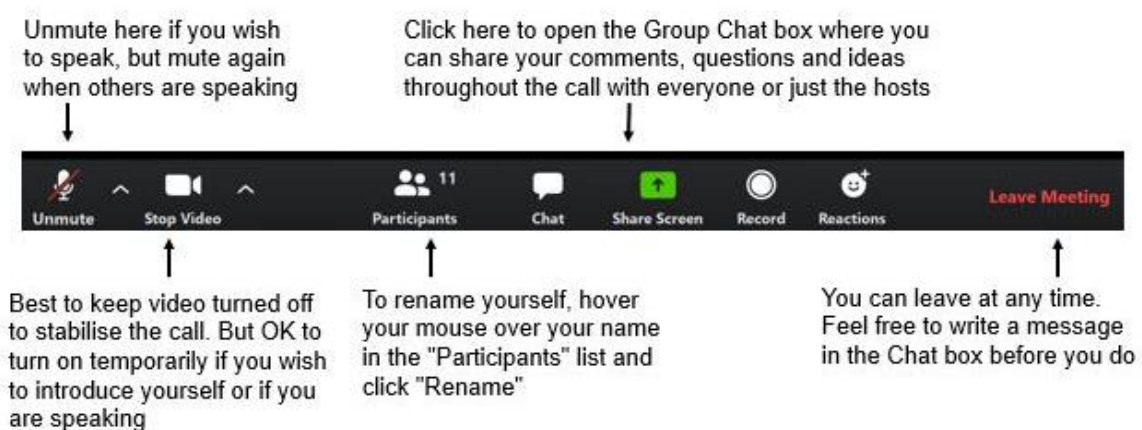 Unmute here if you wish
to speak, but mute again
when others are speaking
Click here to open the Group Chat box where you
can share your comments, questions and ideas
throughout the call with everyone or just the hosts
11
Unmute
Stop Video
Participants
Chat
Share Screen
Record
Reactions
Leave Meeting
Best to keep video turned off
to stabilise the call. But OK to
turn on temporarily if you wish
to introduce yourself or if you
are speaking
To rename yourself, hover
your mouse over your name
in the "Participants" list and
click "Rename"
You can leave at any time.
Feel free to write a message
in the Chat box before you do